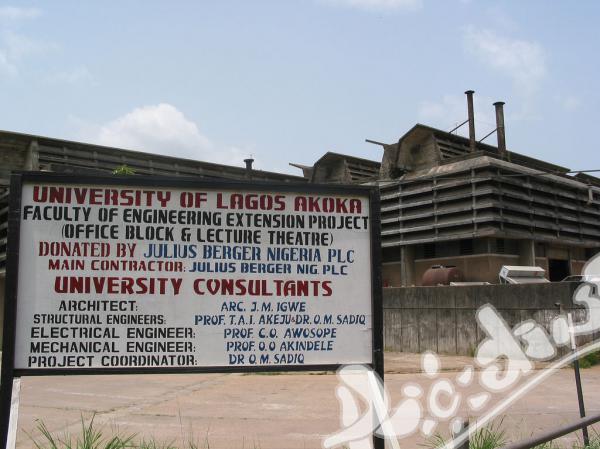 UNIVERSITY OF LAGOS AKOKA
FACULTY OF ENGINEERING EXTENSION PROJECT
(OFFICE BLOCK & LECTURE THEATRE)
DONATED BY JULIUS BERGER NIGERIA PLC
MAIN CONTRACTOR: JULIUS BERGER NIG. PLC
UNIVERSITY CONSULTANTS
ARCHITECT: ARC. J. M. IGWE
STRUCTURAL ENGINEERS: PROF. T.A.I. AKEJU & DR O. M. SADIQ
ELECTRICAL ENGINEER: PROF C.O. AWOSOPE
MECHANICAL ENGINEER: PROF. O.O AKINDELE
PROJECT COORDINATOR: DR O. M. SADIQ